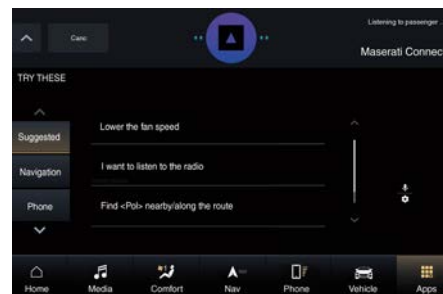 Listening to passenger ...
Canc
Maserati Connec
TRY THESE
Suggested
Lower the fan speed
Navigation
I want to listen to the radio
Phone
Find <PoI> nearby/along the route
Home
Media
Comfort
Nav
Phone
Vehicle
Apps